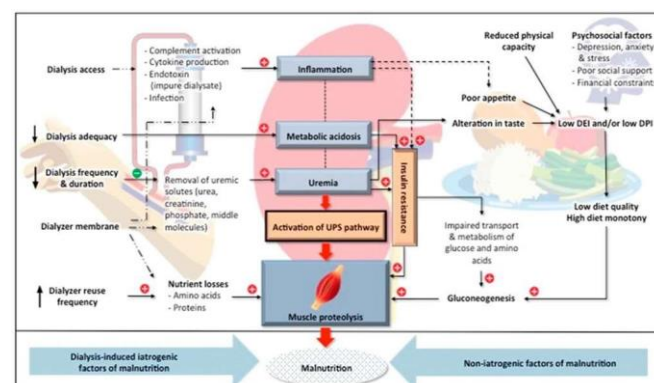 Dialysis access
- Complement activation
- Cytokine production
- Endotoxin
(impure dialysate)
- Infection
Inflammation
Reduced physical
capacity
Psychosocial factors
- Depression, anxiety
& stress
- Poor social support
- Financial constraints
Poor appetite
Dialysis adequacy
Metabolic acidosis
Alteration in taste
Low DEI and/or low DPI
Dialysis frequency
& duration
Removal of uremic
solutes (urea,
creatinine,
phosphate, middle
molecules)
Uremia
Insulin resistance
Low diet quality
High diet monotony
Dialyzer membrane
Activation of UPS pathway
Impaired transport
& metabolism of
glucose and amino
acids
Dialyzer reuse
frequency
Nutrient losses
- Amino acids
- Proteins
Muscle proteolysis
Gluconeogenesis
Dialysis-induced iatrogenic
factors of malnutrition
Malnutrition
Non-iatrogenic factors of malnutrition